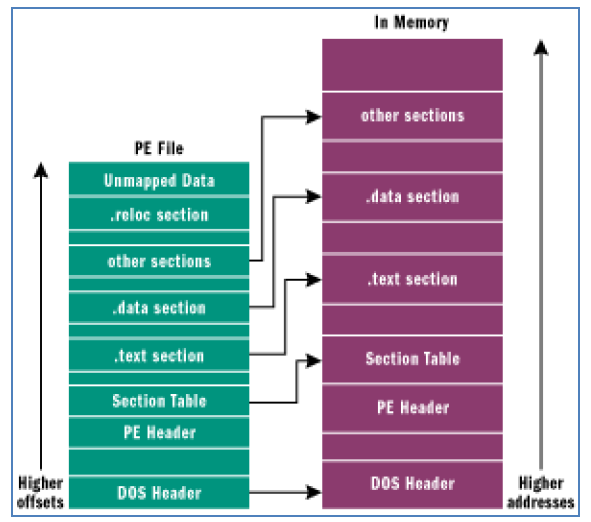 In Memory
PE File
Unmapped Data
.reloc section
other sections
.data section
.text section
Section Table
PE Header
DOS Header
Higher
offsets
other sections
.data section
.text section
Section Table
PE Header
DOS Header
Higher
addresses